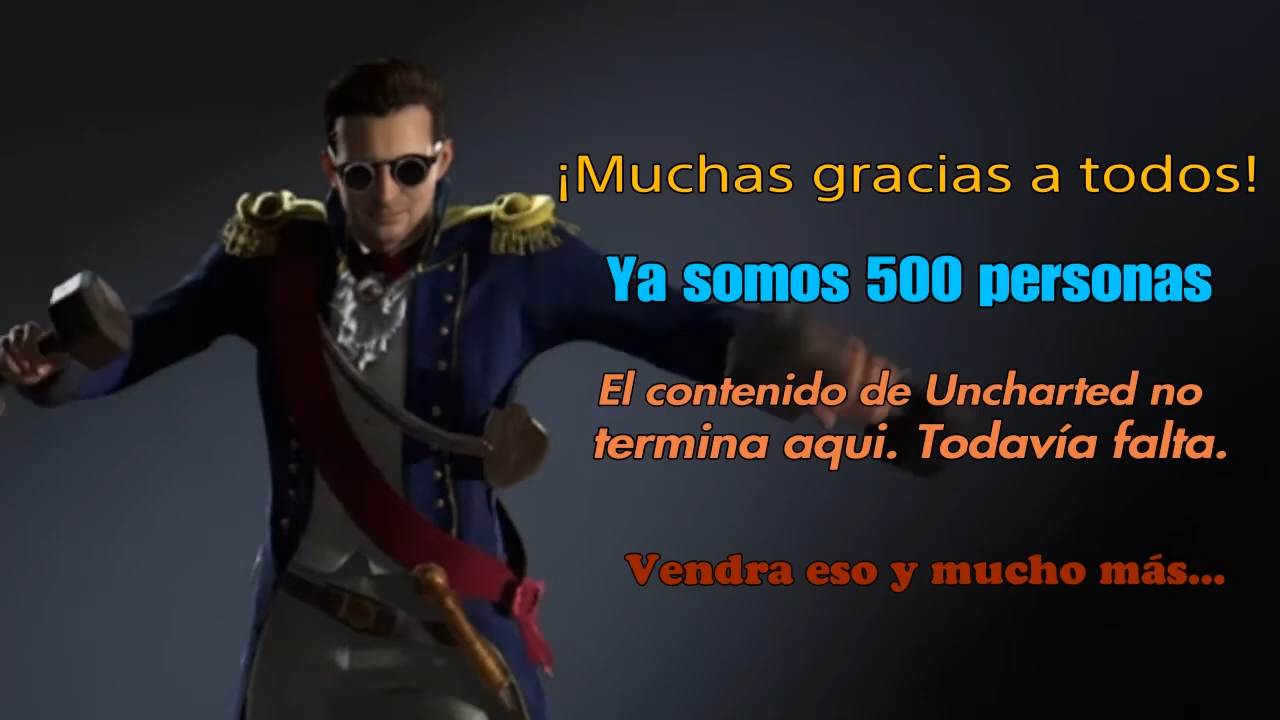 ¡Muchas gracias a todos!
Ya somos 500 personas
El contenido de Uncharted no
termina aqui. Todavía falta.
Vendra eso y mucho más...